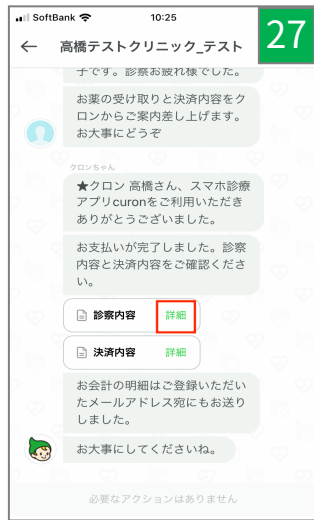 SoftBank 10:25
27
← 高橋テストクリニック_テスト
子です。診察お疲れ様でした。
お薬の受け取りと決済内容をク
ロンからご案内差し上げます。
お大事にどうぞ
クロンちゃん
★クロン 高橋さん、スマホ診療
アプリcuronをご利用いただき
ありがとうございました。
お支払いが完了しました。診察
内容と決済内容をご確認くださ
い。
診察内容 詳細
決済内容 詳細
お会計の明細はご登録いただい
たメールアドレス宛にもお送り
しました。
お大事にしてくださいね。
必要なアクションはありません